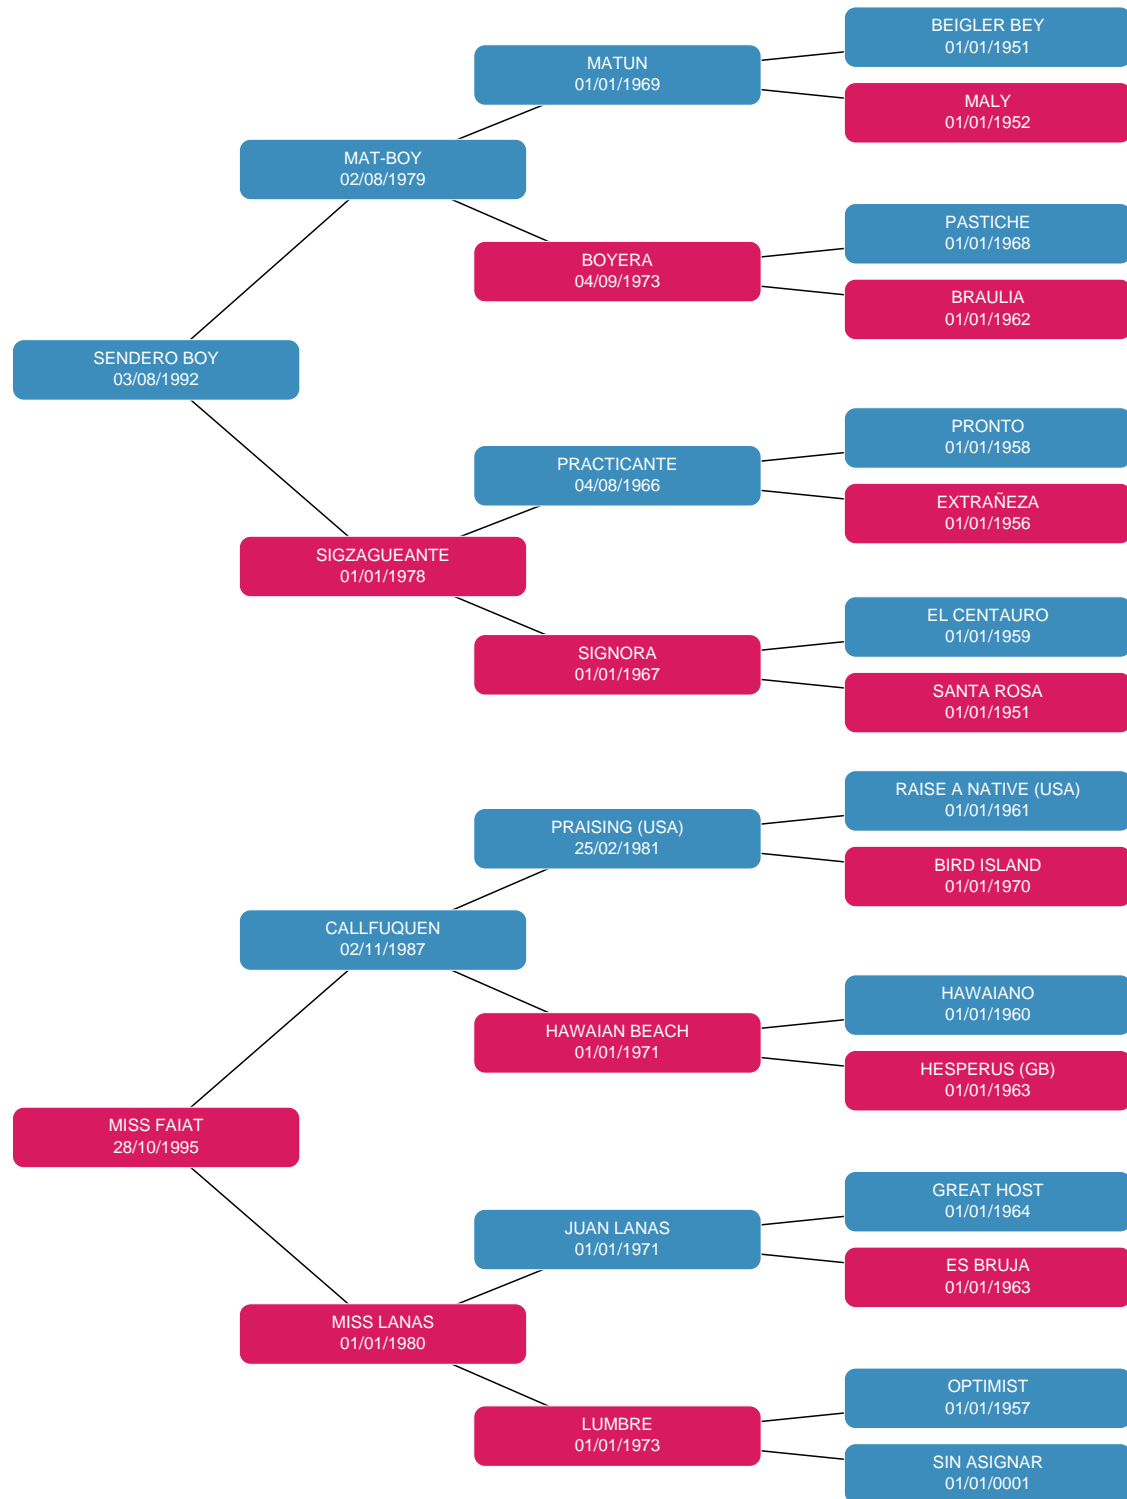 BEIGLER BEY
01/01/1951
MATUN
01/01/1969
MALY
01/01/1952
MAT-BOY
02/08/1979
PASTICHE
01/01/1968
BOYERA
04/09/1973
BRAULIA
01/01/1962
SENDERO BOY
03/08/1992
PRONTO
01/01/1958
PRACTICANTE
04/08/1966
EXTRAÑEZA
01/01/1956
SIGZAGUEANTE
01/01/1978
EL CENTAURO
01/01/1959
SIGNORA
01/01/1967
SANTA ROSA
01/01/1951
RAISE A NATIVE (USA)
01/01/1961
PRAISING (USA)
25/02/1981
BIRD ISLAND
01/01/1970
CALLFUQUEN
02/11/1987
HAWAIANO
01/01/1960
HAWAIAN BEACH
01/01/1971
HESPERUS (GB)
01/01/1963
MISS FAIAT
28/10/1995
GREAT HOST
01/01/1964
JUAN LANAS
01/01/1971
ES BRUJA
01/01/1963
MISS LANAS
01/01/1980
OPTIMIST
01/01/1957
LUMBRE
01/01/1973
SIN ASIGNAR
01/01/0001